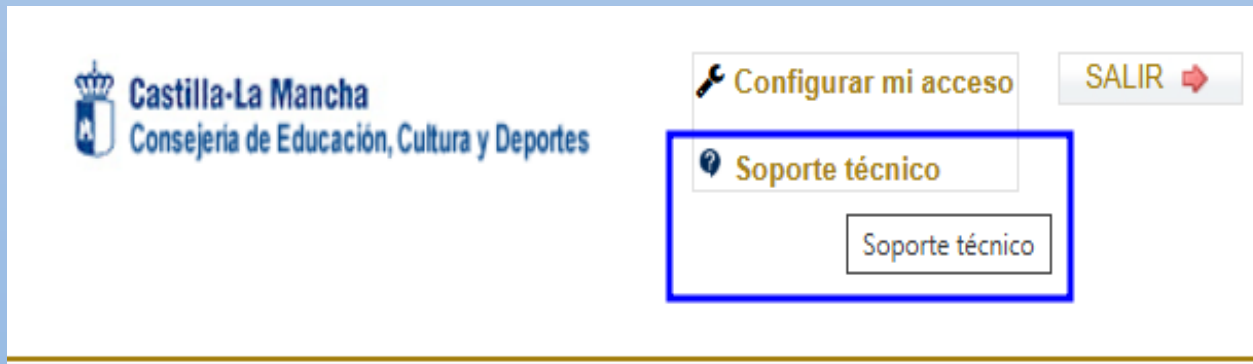 Castilla-La Mancha
Consejería de Educación, Cultura y Deportes
Configurar mi acceso
SALIR
Soporte técnico
Soporte técnico